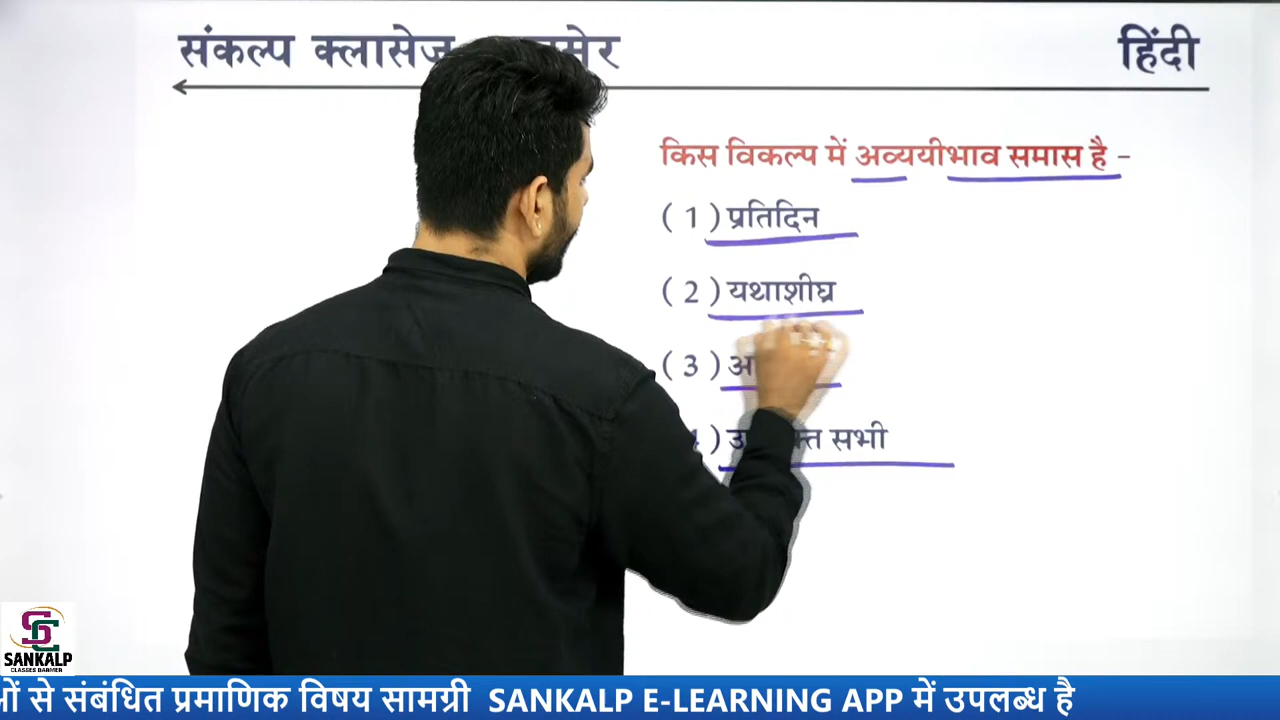 संकल्प क्लासेज
हिंदी
किस विकल्प में अव्ययीभाव समास है -
( 1 ) प्रतिदिन
( 2 ) यथाशीघ्र
( 3 )
) सभी
SANKALP
CLASSES BARMER
से संबंधित प्रमाणिक विषय सामग्री SANKALP E-LEARNING APP में उपलब्ध है